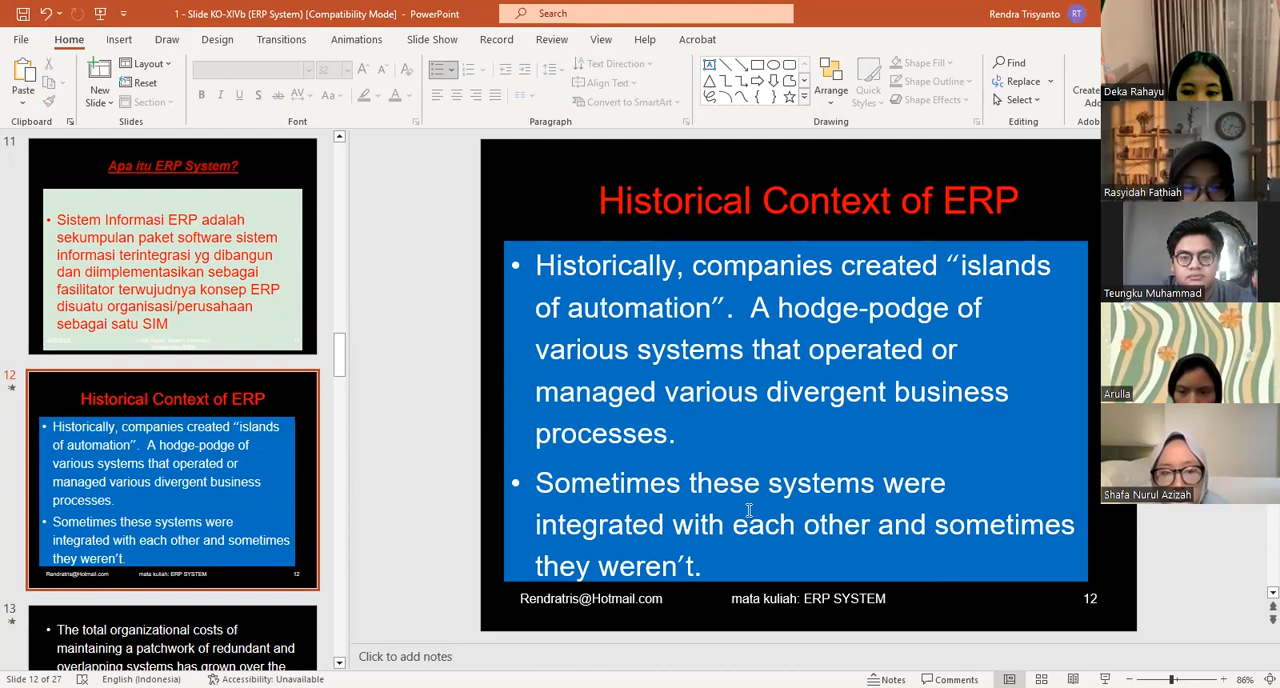 1 - Slide KO-XIVb (ERP System) [Compatibility Mode] - PowerPoint
Search
Rendra Trisyanto
RT
File Home Insert Draw Design Transitions Animations Slide Show Record Review View Help Acrobat
Paste
New
Slide
Layout
Reset
Section
32
Text Direction
Align Text
Convert to SmartArt
Arrange
Quick
Styles
Shape Fill
Shape Outline
Shape Effects
Find
Replace
Select
Create
Clipboard
Slides
Font
Paragraph
Drawing
Editing
Adob
11
Apa itu ERP System?
• Sistem Informasi ERP adalah
sekumpulan paket software sistem
informasi terintegrasi yg dibangun
dan diimplementasikan sebagai
fasilitator terwujudnya konsep ERP
disuatu organisasi/perusahaan
sebagai satu SIM
12
Historical Context of ERP
• Historically, companies created “islands
of automation”. A hodge-podge of
various systems that operated or
managed various divergent business
processes.
• Sometimes these systems were
integrated with each other and sometimes
they weren’t.
Rendratris@Hotmail.com mata kuliah: ERP SYSTEM 12
13
• The total organizational costs of
maintaining a patchwork of redundant and
overlapping systems has grown over the
Historical Context of ERP
• Historically, companies created “islands
of automation”. A hodge-podge of
various systems that operated or
managed various divergent business
processes.
• Sometimes these systems were
integrated with each other and sometimes
they weren’t.
Rendratris@Hotmail.com mata kuliah: ERP SYSTEM 12
Click to add notes
Slide 12 of 27 English (Indonesia) Accessibility: Unavailable Notes Comments 86%
Deka Rahayu
Rasyidah Fathiah
Teungku Muhammad
Arulla
Shafa Nurul Azizah